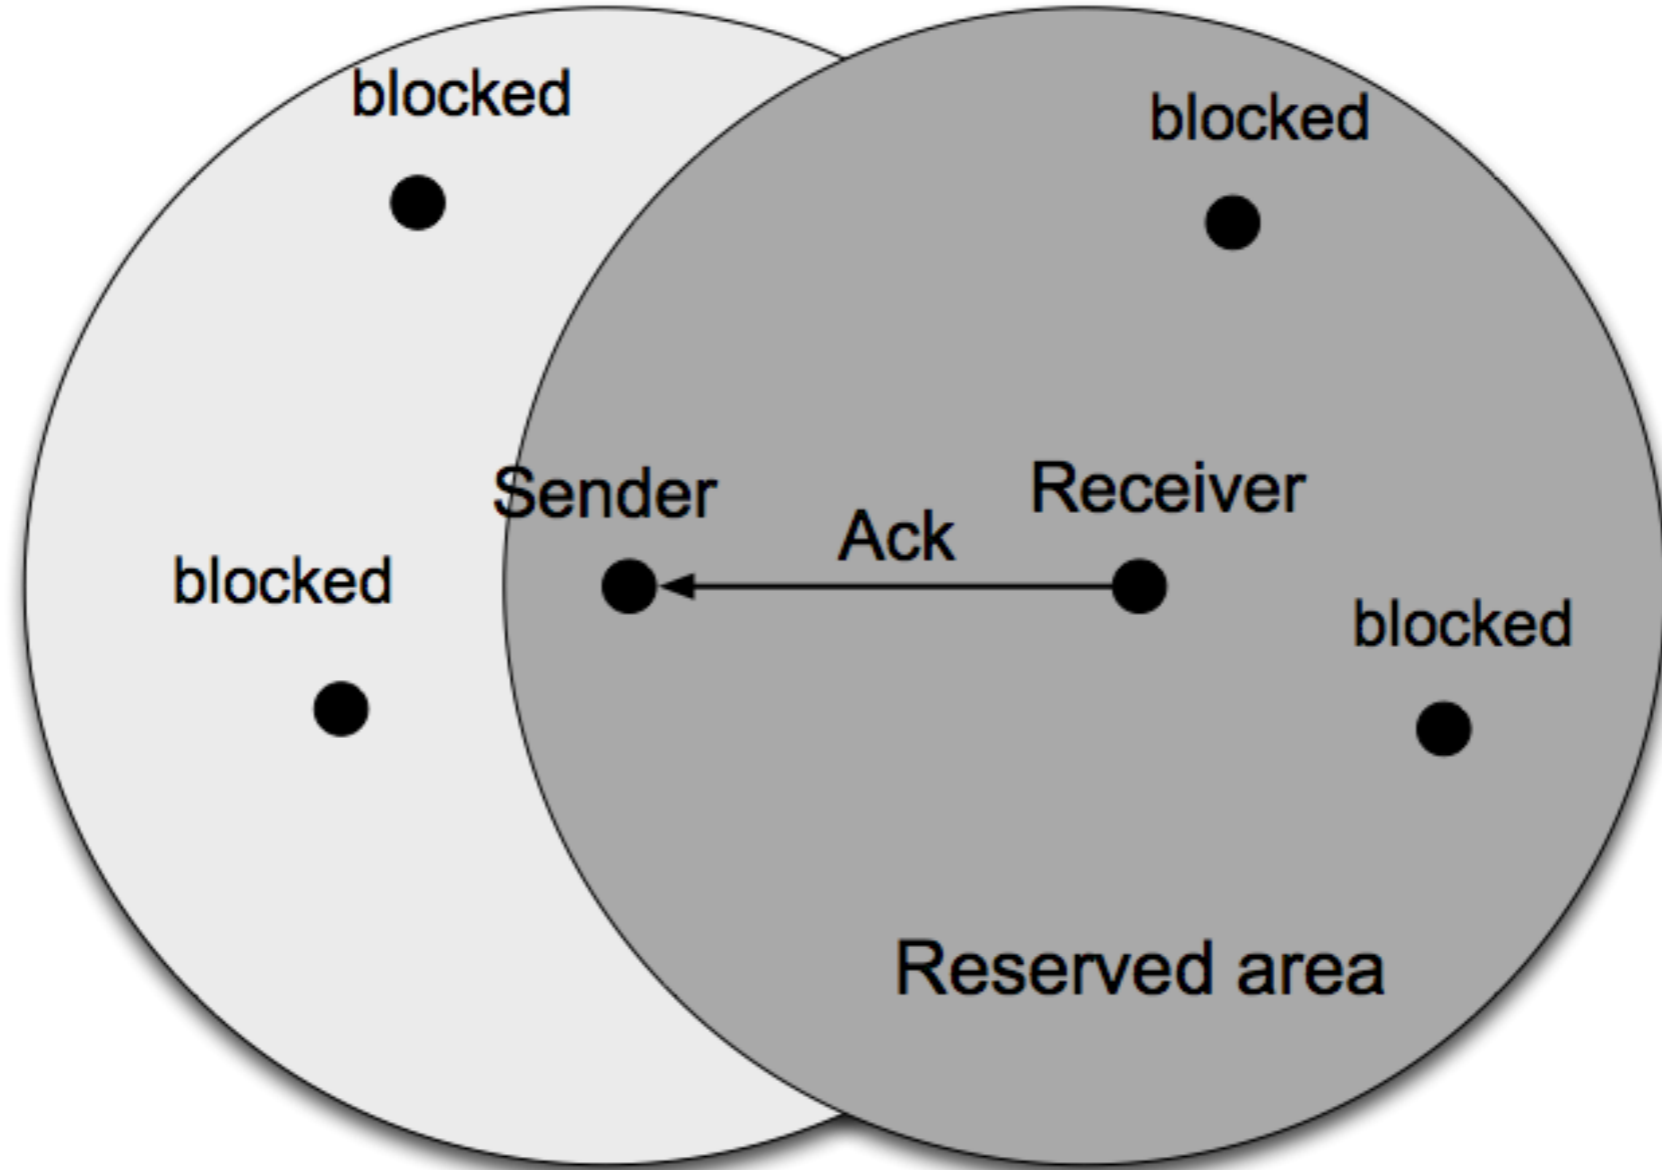 blocked
blocked
Sender
Receiver
Ack
blocked
blocked
Reserved area